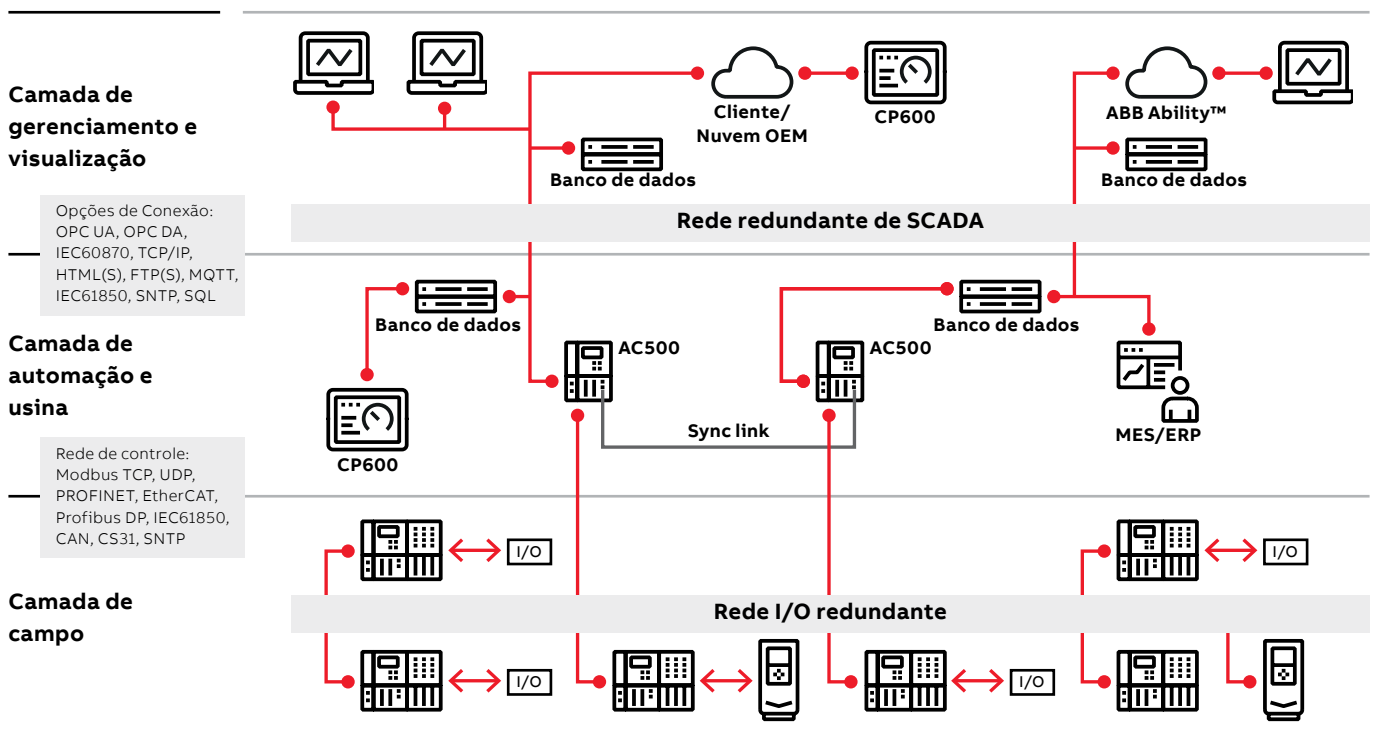 Camada de
gerenciamento e
visualização
Cliente/
Nuvem OEM
CP600
ABB Ability™
Banco de dados
Banco de dados
Opções de Conexão:
OPC UA, OPC DA,
IEC60870, TCP/IP,
HTML(S), FTP(S), MQTT,
IEC61850, SNTP, SQL
Rede redundante de SCADA
Camada de
automação e
usina
Banco de dados
AC500
Banco de dados
AC500
CP600
Sync link
MES/ERP
Rede de controle:
Modbus TCP, UDP,
PROFINET, EtherCAT,
Profibus DP, IEC61850,
CAN, CS31, SNTP
Camada de
campo
I/O
I/O
Rede I/O redundante
I/O
I/O